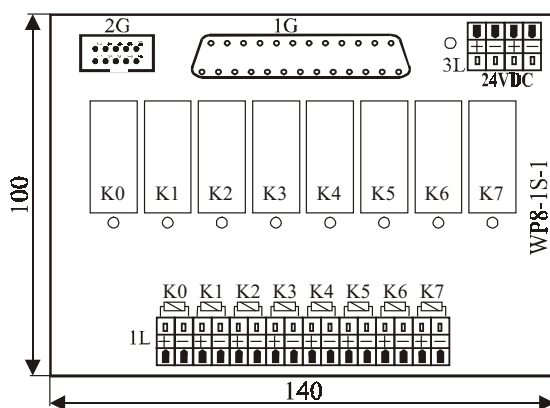 2G 1G
3L
+ − + −
24VDC
K0 K1 K2 K3 K4 K5 K6 K7
100
WP8-1S-1
K0 K1 K2 K3 K4 K5 K6 K7
1L
+ − + − + − + − + − + − + − + −
140